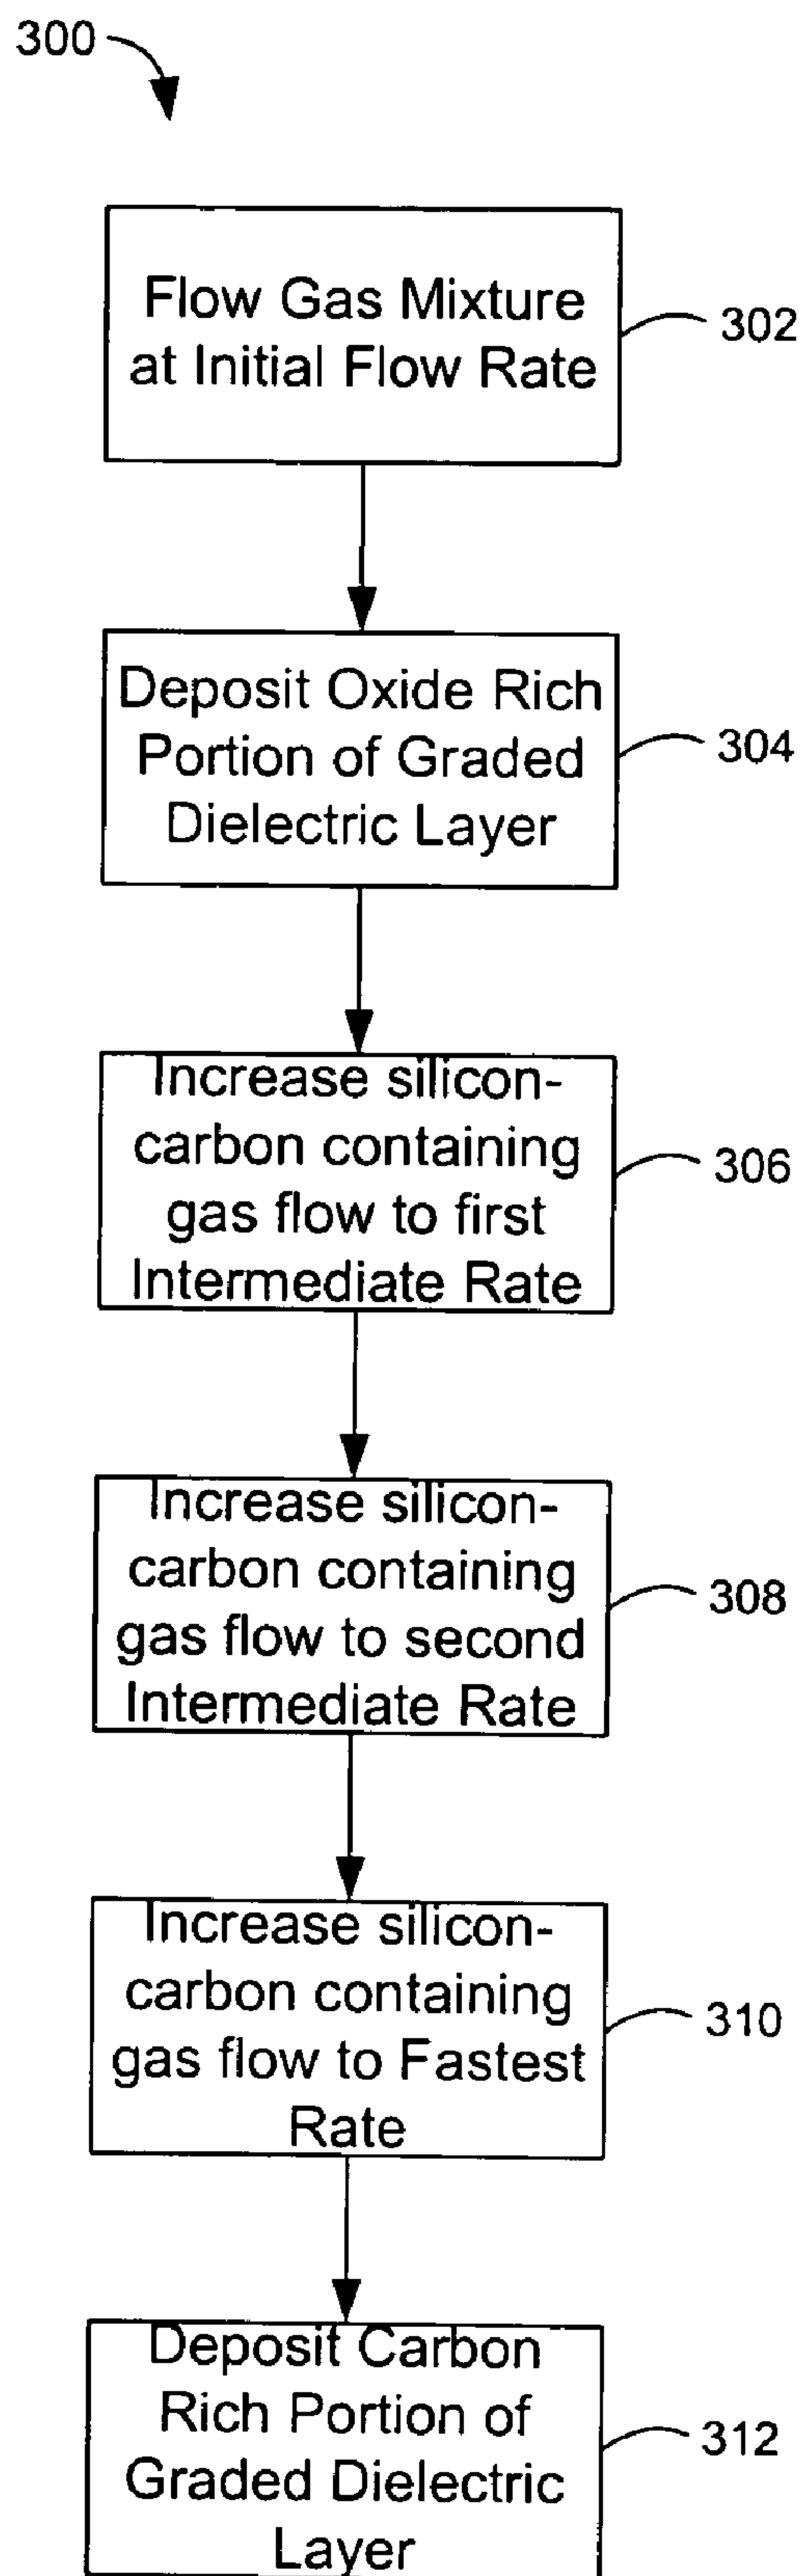 300
Flow Gas Mixture
at Initial Flow Rate
302
Deposit Oxide Rich
Portion of Graded
Dielectric Layer
304
Increase silicon-
carbon containing
gas flow to first
Intermediate Rate
306
Increase silicon-
carbon containing
gas flow to second
Intermediate Rate
308
Increase silicon-
carbon containing
gas flow to Fastest
Rate
310
Deposit Carbon
Rich Portion of
Graded Dielectric
Layer
312